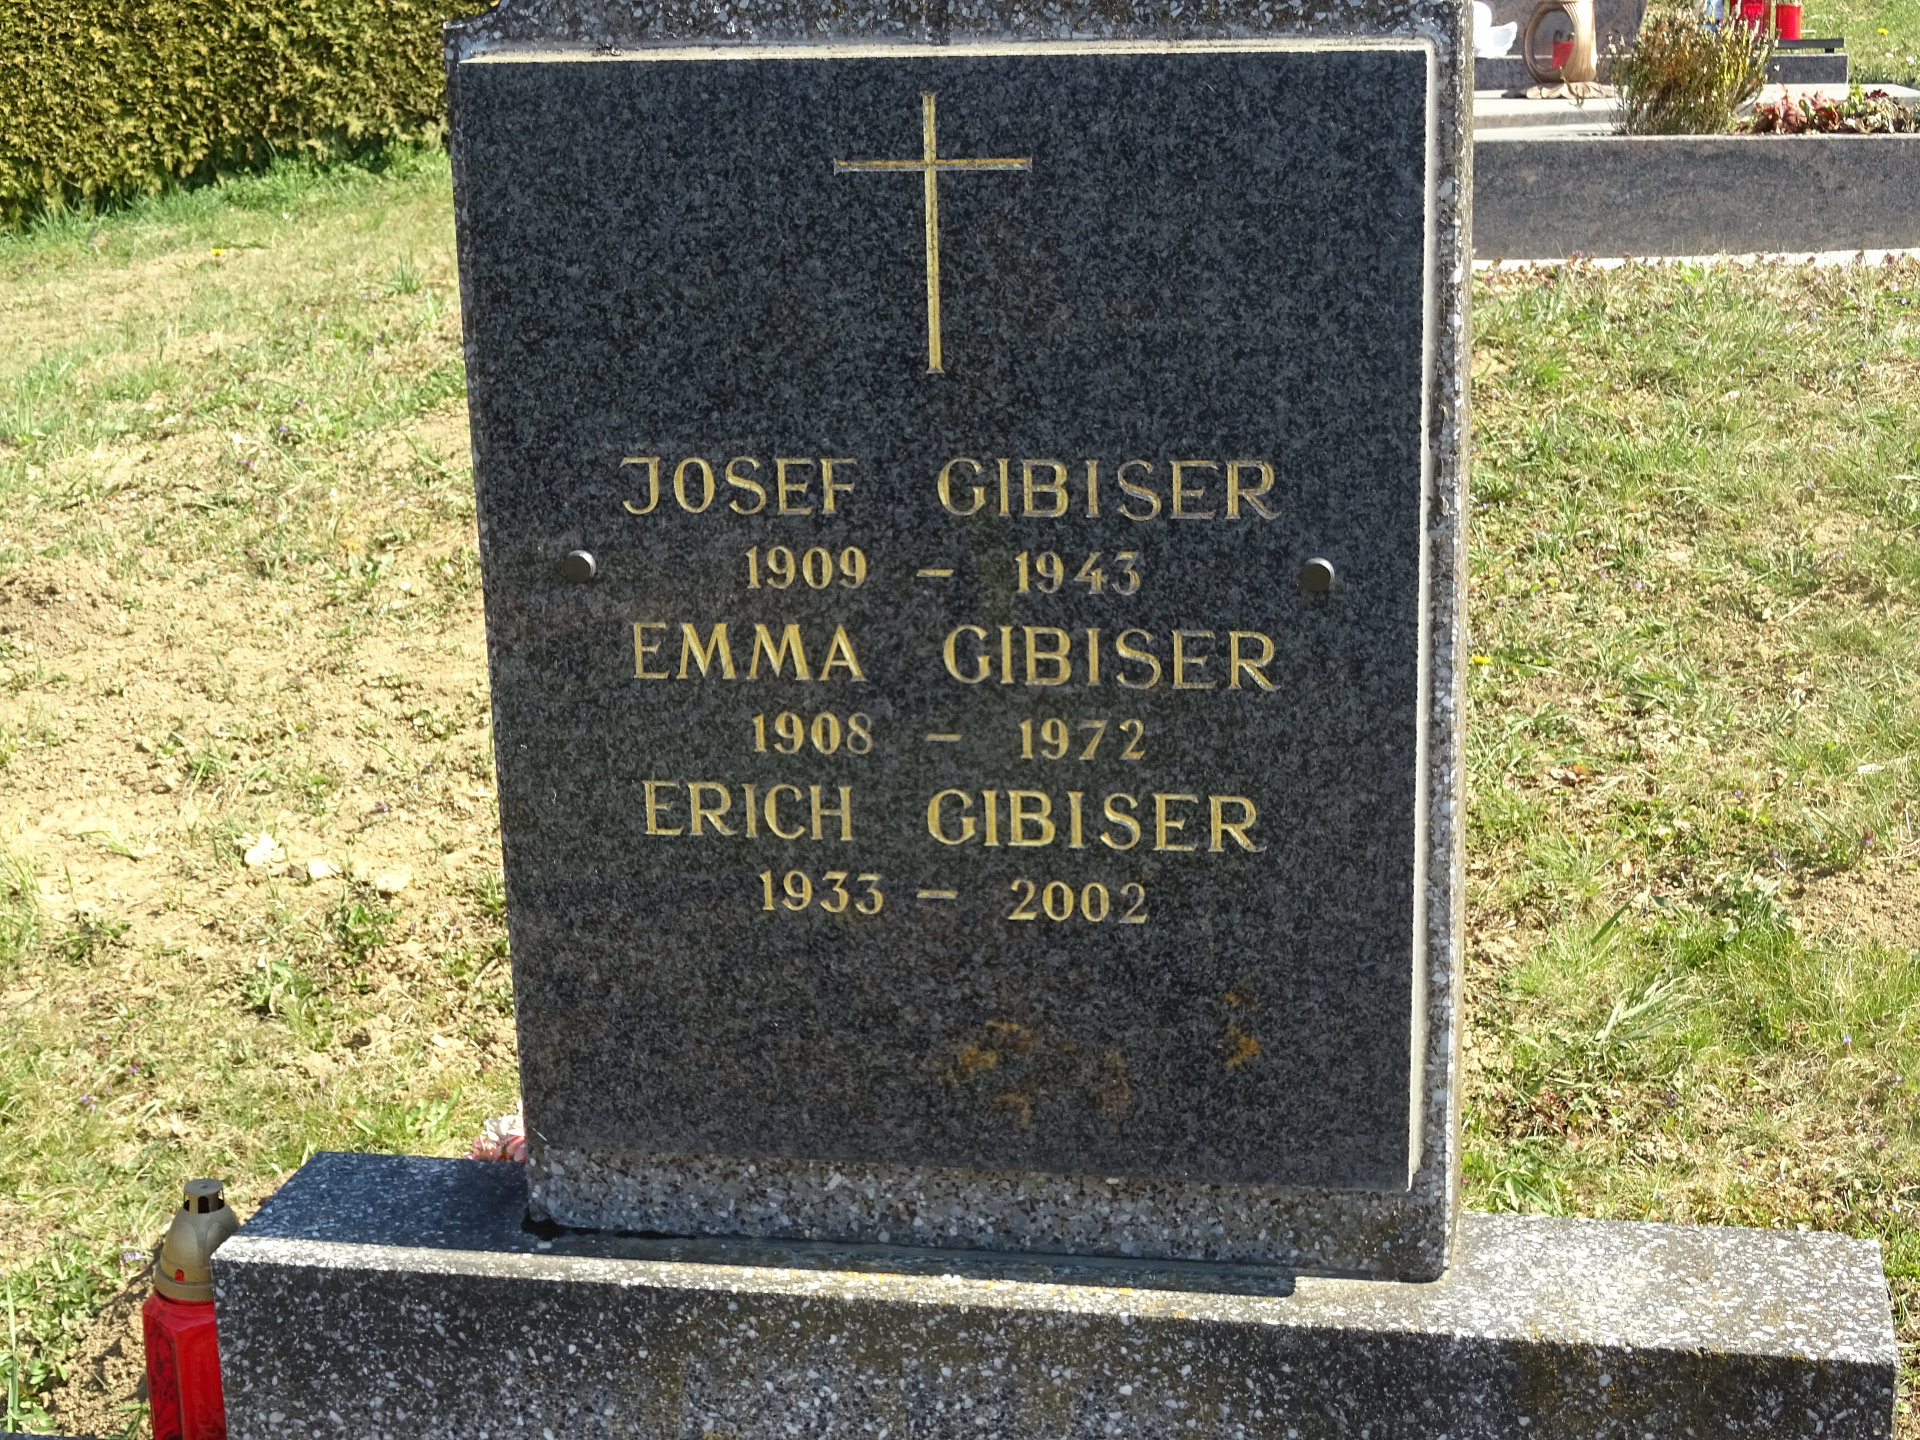 JOSEF GIBISER
1909 – 1943
EMMA GIBISER
1908 – 1972
ERICH GIBISER
1933 – 2002